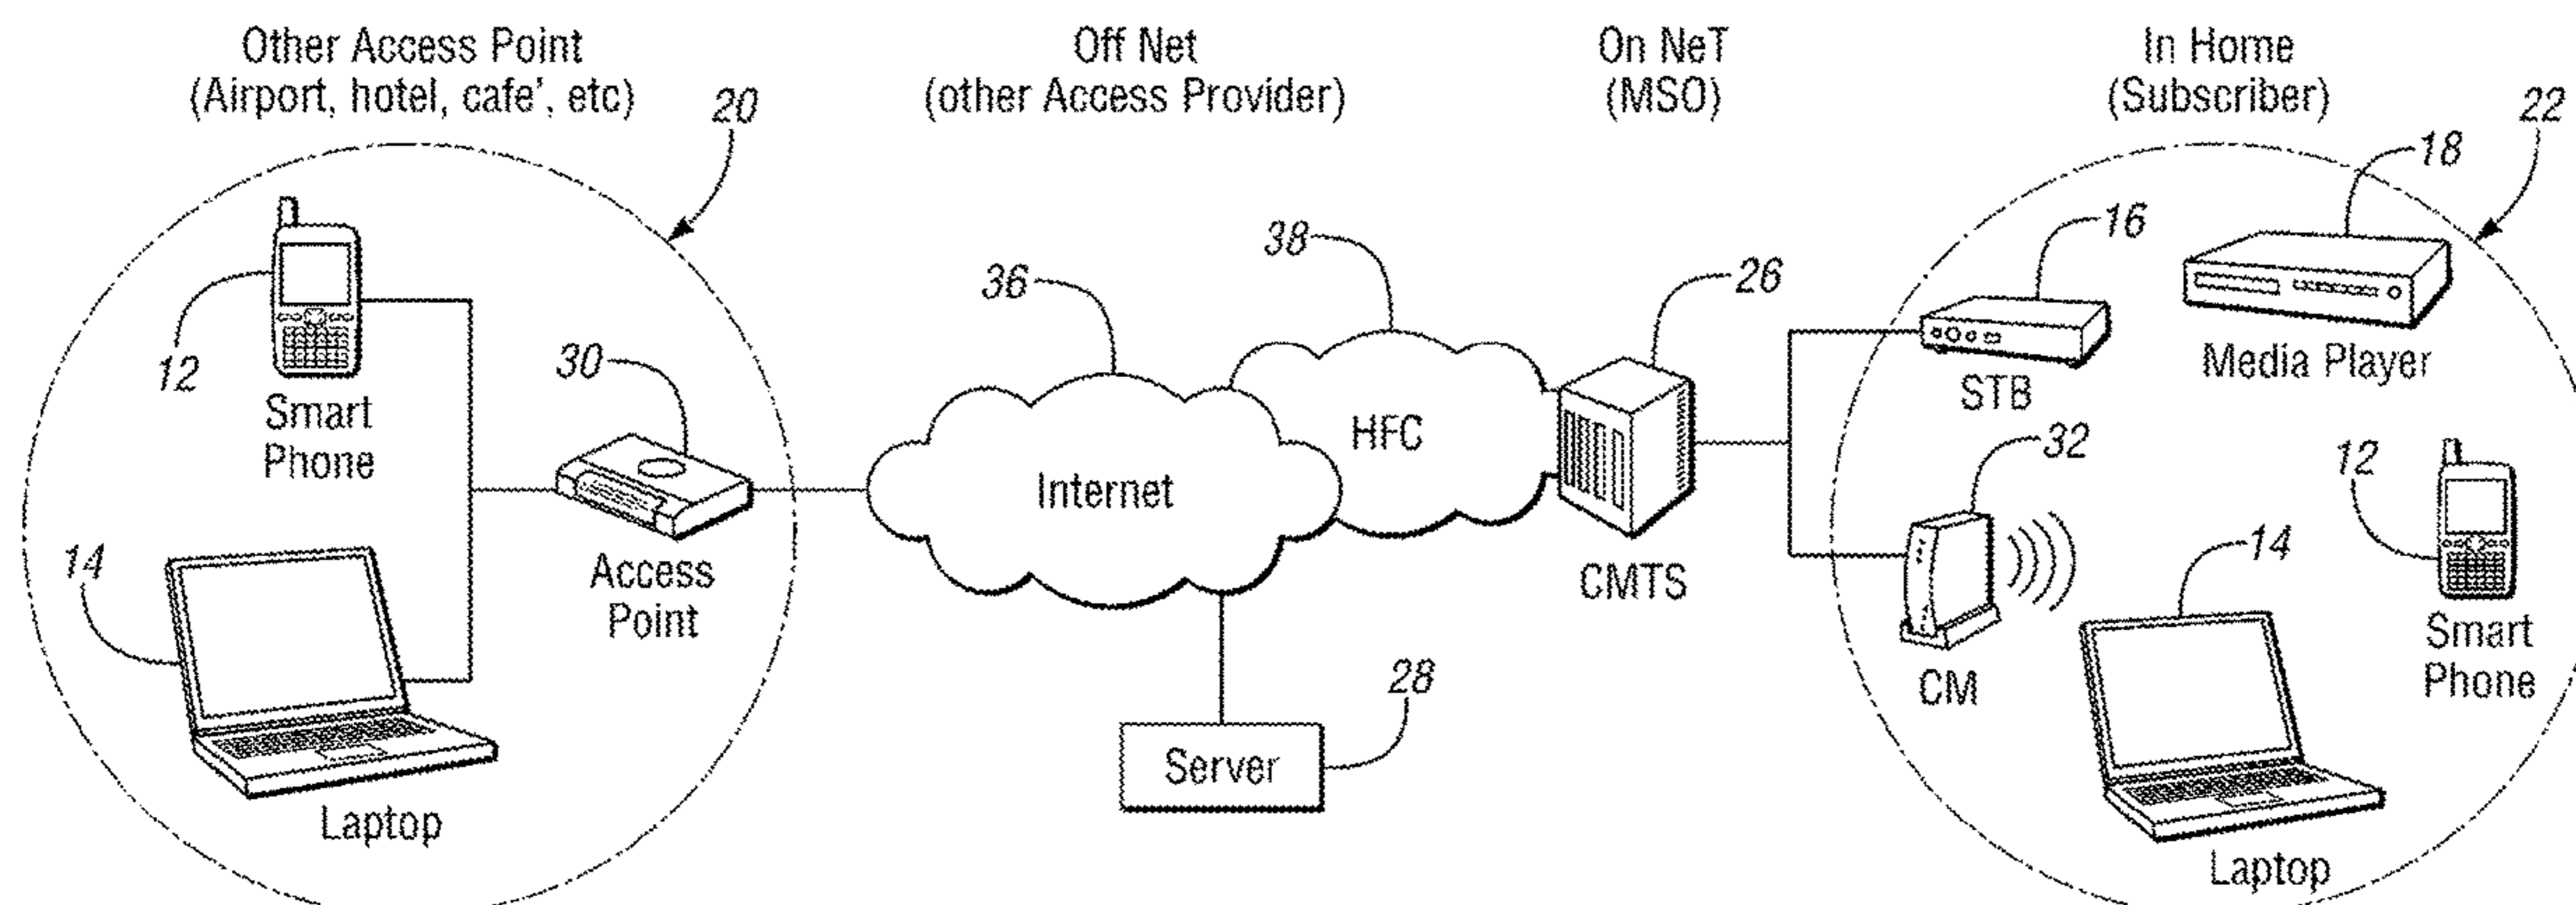 Other Access Point
(Airport, hotel, cafe', etc)
20
Off Net
(other Access Provider)
On NeT
(MSO)
In Home
(Subscriber)
22
18
16
38
36
26
12
Smart
Phone
30
Access
Point
14
Laptop
Internet
HFC
CMTS
Server
28
STB
Media Player
32
CM
12
Smart
Phone
14
Laptop